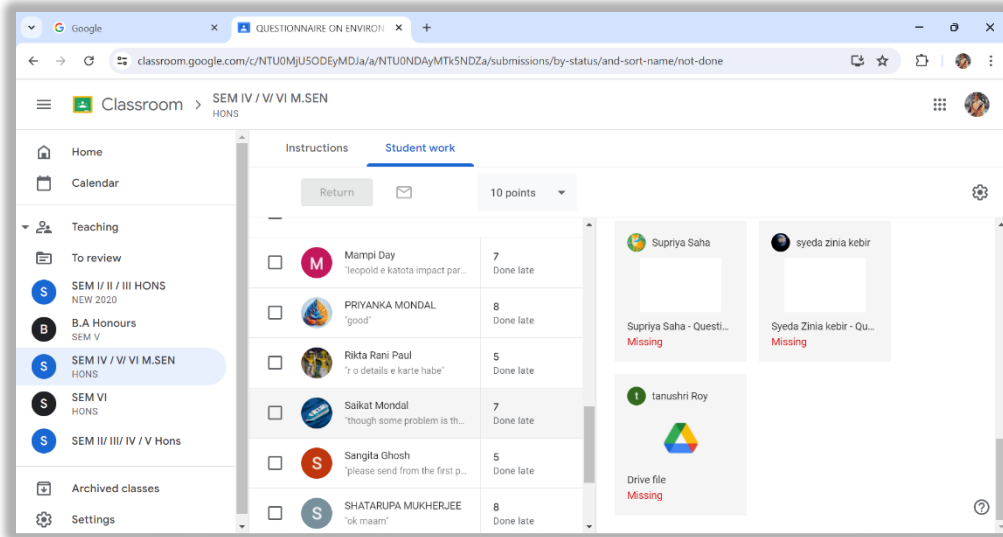 Google
QUESTIONNAIRE ON ENVIRON
classroom.google.com/c/NTU0MjU5ODEyMDJa/a/NTU0NDAyMTk5NDZa/submissions/by-status/and-sort-name/not-done
Classroom > SEM IV / V/ VI M.SEN
HONS
Home
Calendar
Teaching
To review
S SEM I/ II / III HONS
NEW 2020
B B.A Honours
SEM V
S SEM IV / V/ VI M.SEN
HONS
S SEM VI
HONS
S SEM II/ III/ IV / V Hons
Archived classes
Settings
Instructions Student work
Return 10 points
M Mampi Day 7
"leopold e katota impact par... Done late
PRIYANKA MONDAL 8
"good" Done late
Rikta Rani Paul 5
"r o details e karte habe" Done late
Saikat Mondal 7
"though some problem is th... Done late
S Sangita Ghosh 5
"please send from the first p... Done late
S SHATARUPA MUKHERJEE 8
"ok maam" Done late
Supriya Saha
Supriya Saha - Questi...
Missing
syeda zinia kebir
Syeda Zinia kebir - Qu...
Missing
t tanushri Roy
Drive file
Missing